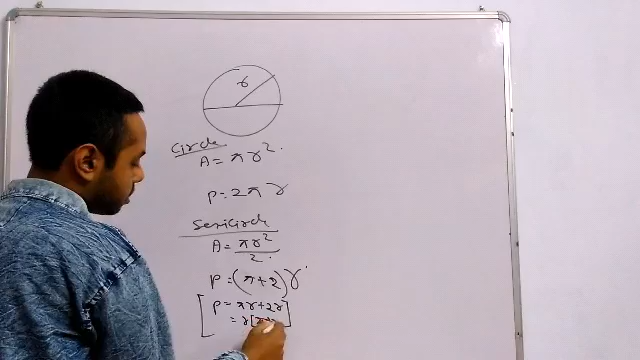 r
Circle
A = πr².
P = 2πr
Semicircle
A = πr²/2.
P = (π+2)r
[P = πr+2r]
= r[π